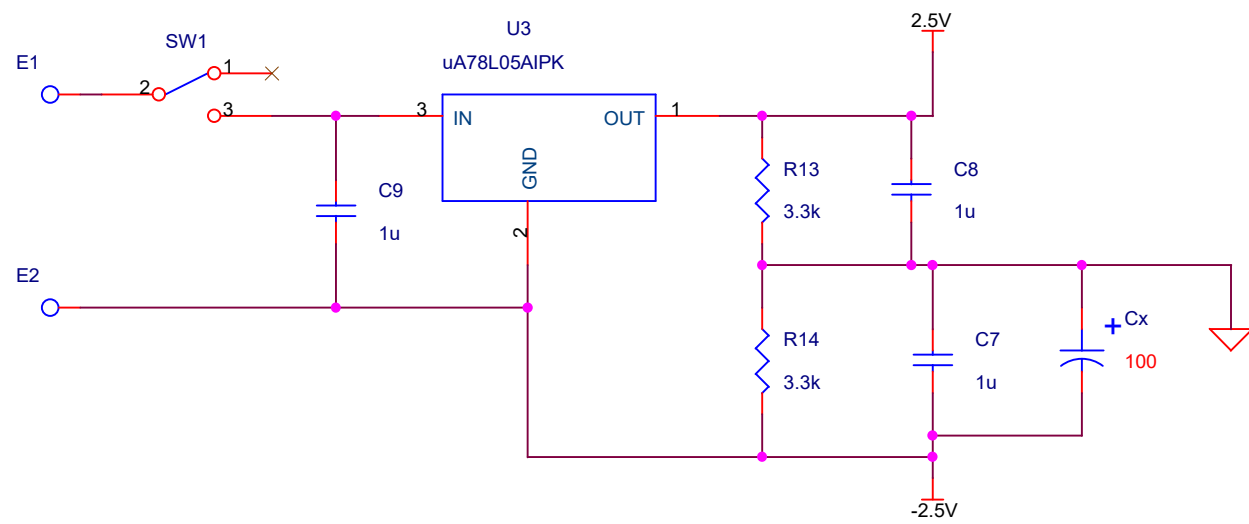 2.5V
U3
SW1
E1
uA78L05AIPK
1
2
3
3
IN
OUT
1
GND
R13
C8
C9
3.3k
1u
1u
2
E2
Cx
R14
C7
100
3.3k
1u
-2.5V